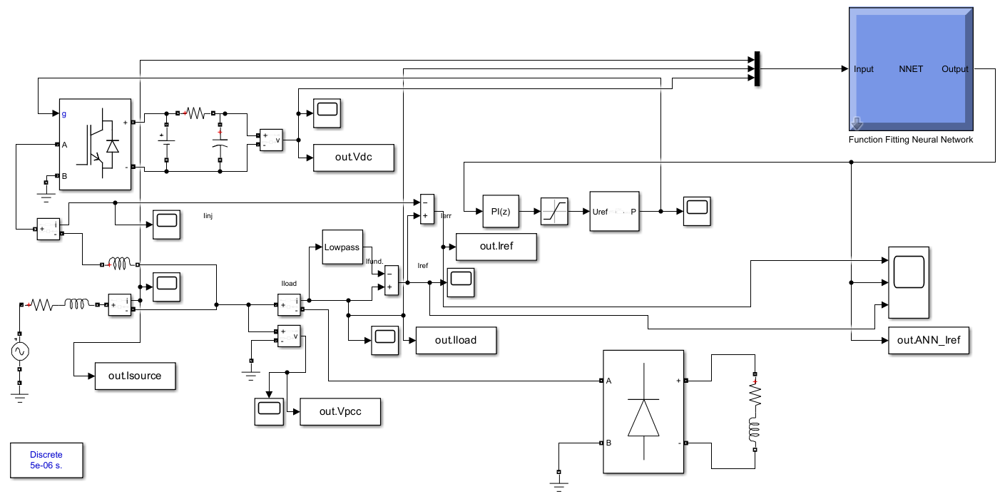 Input
NNET
Output
Function Fitting Neural Network
g
A
B
+
-
+
+
-
v
out.Vdc
Iinj
+
i
-
-
+
Ierr
PI(z)
Uref
P
out.Iref
Lowpass
Ifund.
-
+
Iref
Iload
+
i
-
+
i
-
+
-
v
out.Iload
out.ANN_Iref
out.Isource
out.Vpcc
A
B
+
-
Discrete
5e-06 s.